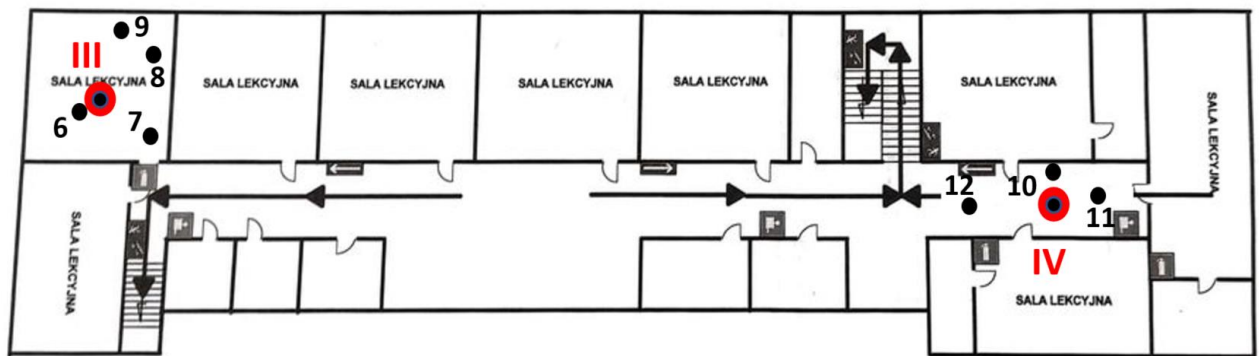 9
III
8
SALA LEKCYJNA
6
7
SALA LEKCYJNA
SALA LEKCYJNA
SALA LEKCYJNA
SALA LEKCYJNA
SALA LEKCYJNA
SALA LEKCYJNA
SALA LEKCYJNA
12
10
11
IV
SALA LEKCYJNA